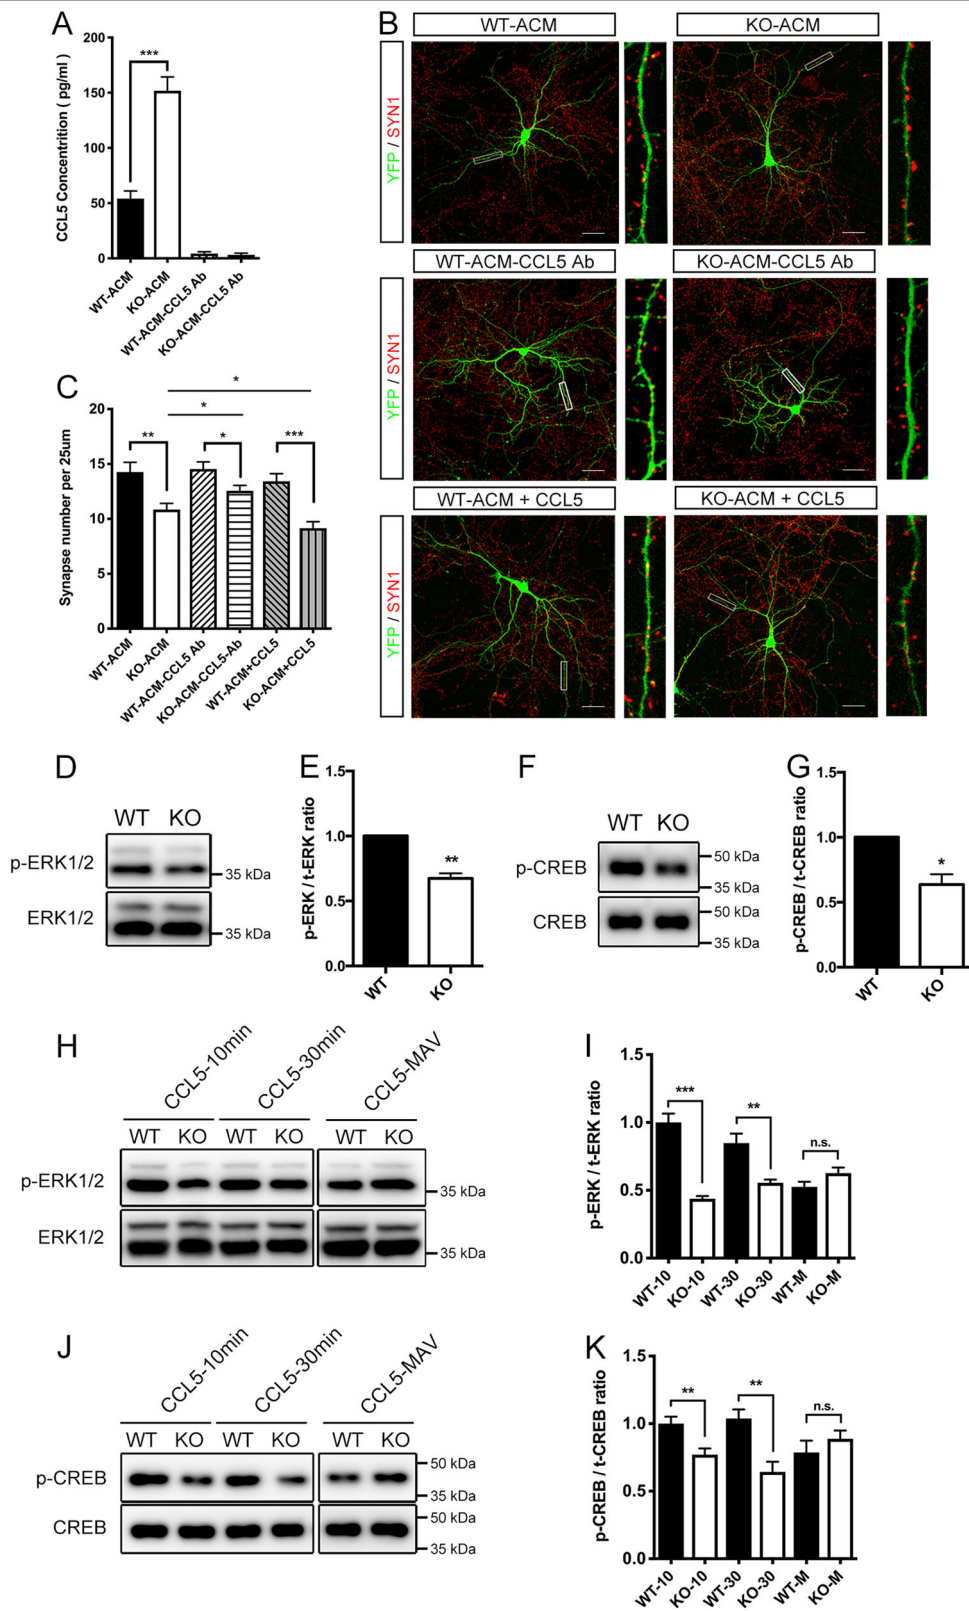 A
CCL5 Concentrition ( pg/ml )
200
150
100
50
0
***
WT-ACM
KO-ACM
WT-ACM-CCL5 Ab
KO-ACM-CCL5 Ab
B
WT-ACM
KO-ACM
YFP / SYN1
WT-ACM-CCL5 Ab
KO-ACM-CCL5 Ab
YFP / SYN1
WT-ACM + CCL5
KO-ACM + CCL5
YFP / SYN1
C
Synapse number per 25um
20
15
10
5
0
*
*
**
*
***
WT-ACM
KO-ACM
WT-ACM-CCL5 Ab
KO-ACM-CCL5-Ab
WT-ACM+CCL5
KO-ACM+CCL5
D
WT KO
p-ERK1/2
35 kDa
ERK1/2
35 kDa
E
p-ERK / t-ERK ratio
1.5
1.0
0.5
0.0
**
WT
KO
F
WT KO
p-CREB
50 kDa
35 kDa
CREB
50 kDa
35 kDa
G
p-CREB / t-CREB ratio
1.5
1.0
0.5
0.0
*
WT
KO
H
CCL5-10min
CCL5-30min
CCL5-MAV
WT KO WT KO WT KO
p-ERK1/2
35 kDa
ERK1/2
35 kDa
I
p-ERK / t-ERK ratio
1.5
1.0
0.5
0.0
***
**
n.s.
WT-10
KO-10
WT-30
KO-30
WT-M
KO-M
J
CCL5-10min
CCL5-30min
CCL5-MAV
WT KO WT KO WT KO
p-CREB
50 kDa
35 kDa
CREB
50 kDa
35 kDa
K
p-CREB / t-CREB ratio
1.5
1.0
0.5
0.0
**
**
n.s.
WT-10
KO-10
WT-30
KO-30
WT-M
KO-M